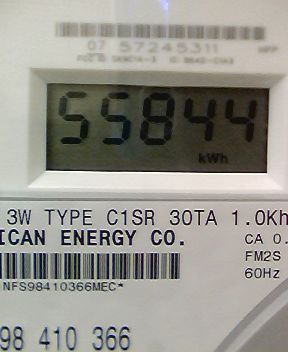 07 57245311
55844
kWh
3W TYPE C1SR 30TA 1.0Kh
ICAN ENERGY CO.
CA 0.
FM2S
60Hz
NFS98410366MEC*
98 410 366